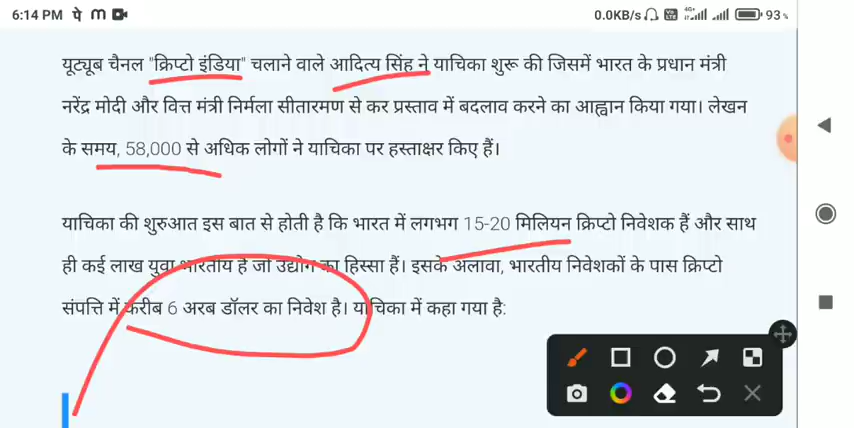 6:14 PM पे m 0.0KB/s 4G+ 93%
यूट्यूब चैनल "क्रिप्टो इंडिया" चलाने वाले आदित्य सिंह ने याचिका शुरू की जिसमें भारत के प्रधान मंत्री
नरेंद्र मोदी और वित्त मंत्री निर्मला सीतारमण से कर प्रस्ताव में बदलाव करने का आह्वान किया गया। लेखन
के समय, 58,000 से अधिक लोगों ने याचिका पर हस्ताक्षर किए हैं।
याचिका की शुरुआत इस बात से होती है कि भारत में लगभग 15-20 मिलियन क्रिप्टो निवेशक हैं और साथ
ही कई लाख युवा भारतीय हैं जो उद्योग का हिस्सा हैं। इसके अलावा, भारतीय निवेशकों के पास क्रिप्टो
संपत्ति में करीब 6 अरब डॉलर का निवेश है। याचिका में कहा गया है: